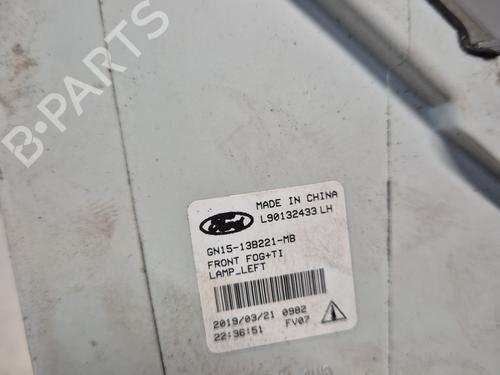 B-PARTS
MADE IN CHINA
L90132433 LH
GN15-13B221-MB
FRONT FOG+TI
LAMP_LEFT
2019/03/21 0982
22:36:51 FV07